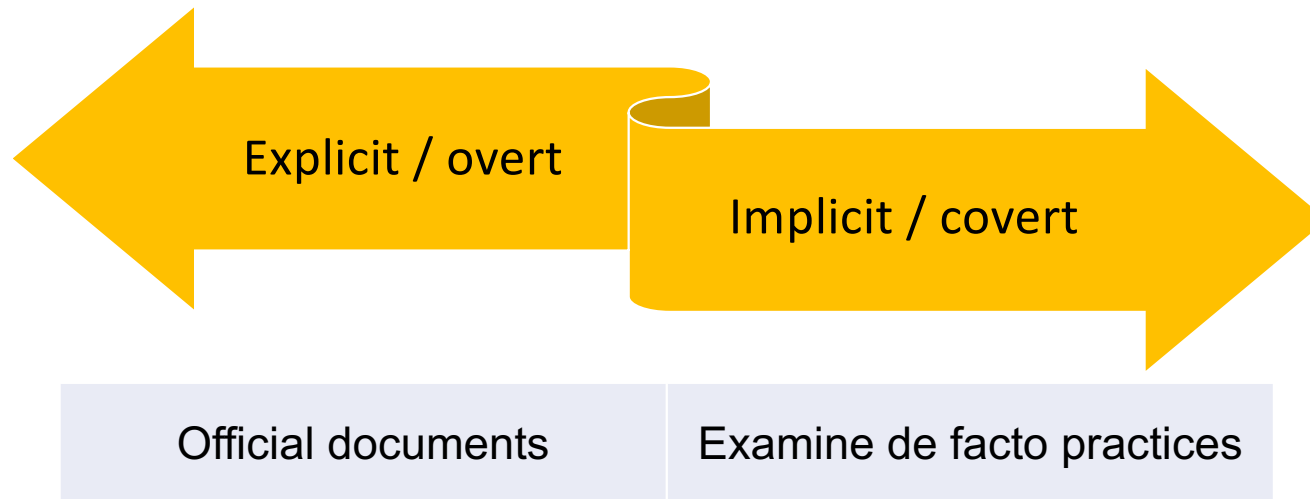 Explicit / overt
Implicit / covert
Official documents
Examine de facto practices